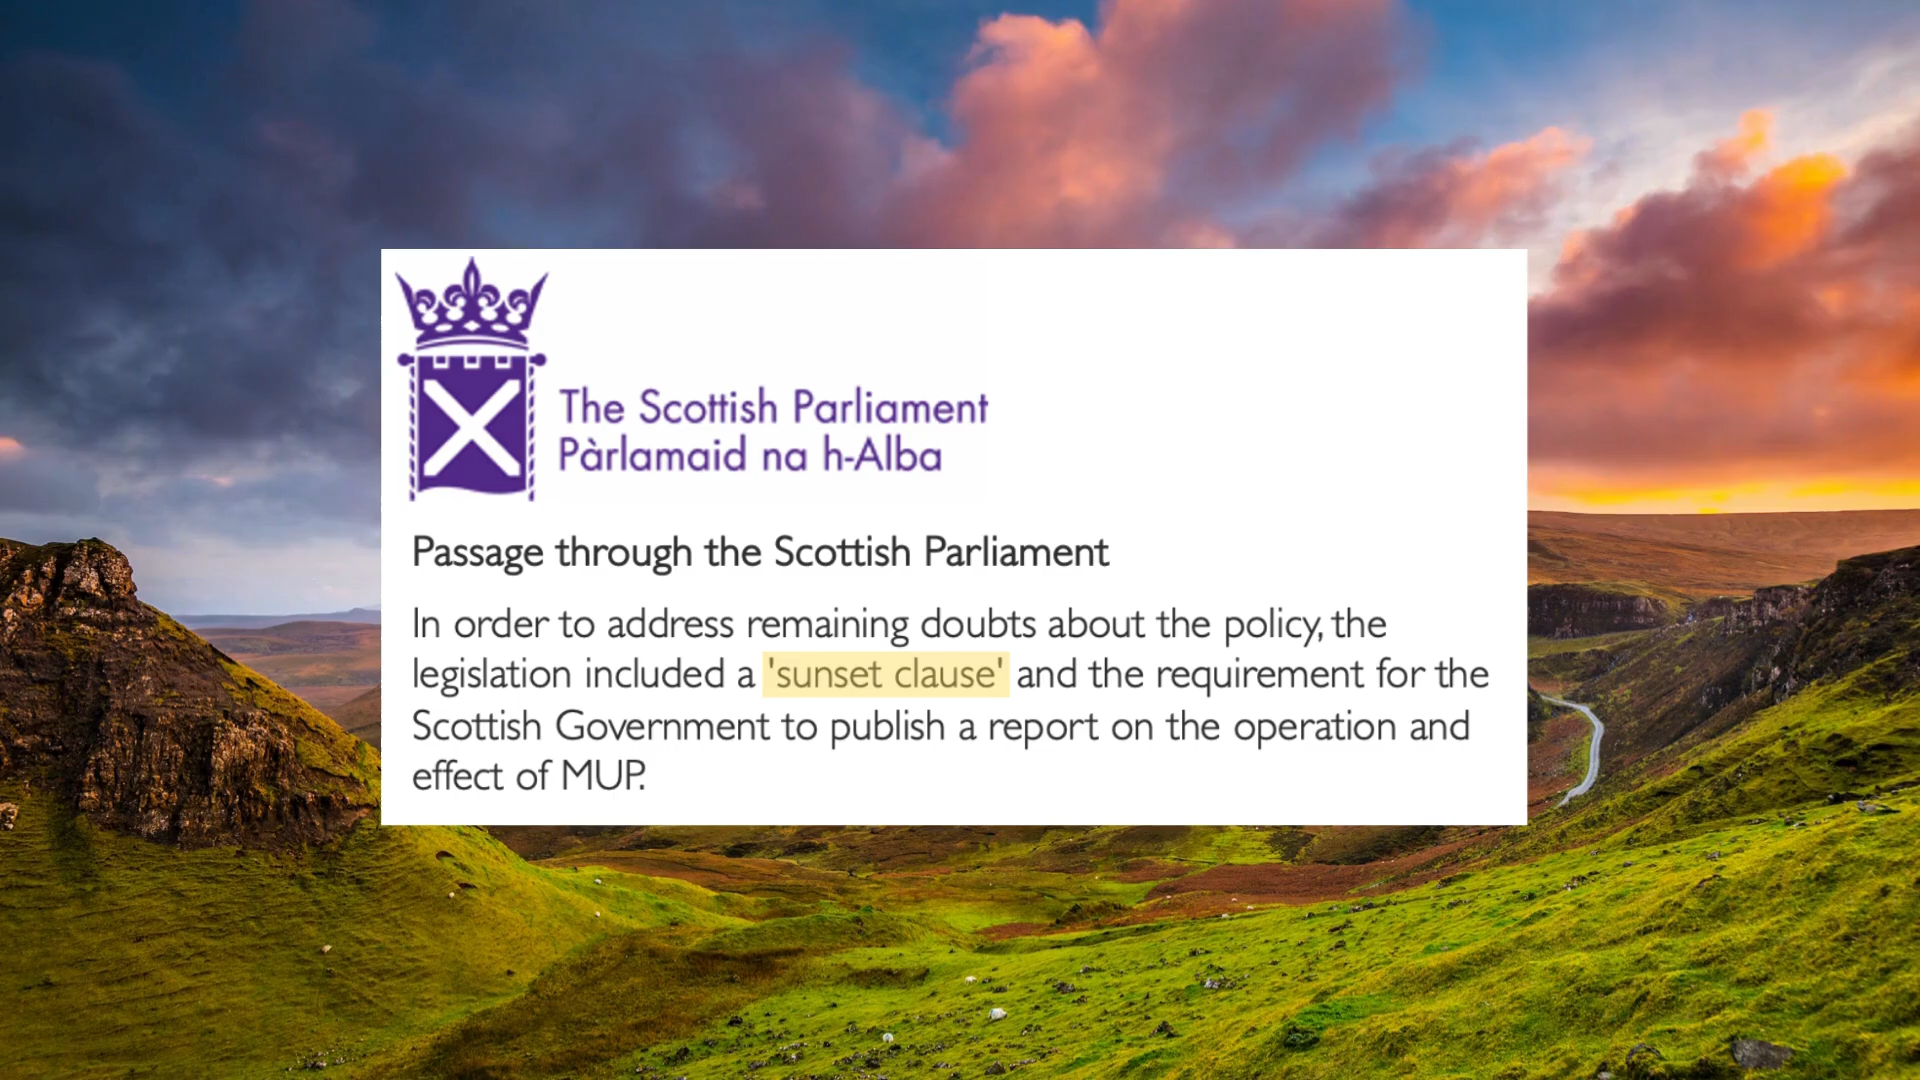 The Scottish Parliament
Pàrlamaid na h-Alba
Passage through the Scottish Parliament
In order to address remaining doubts about the policy, the
legislation included a 'sunset clause' and the requirement for the
Scottish Government to publish a report on the operation and
effect of MUP.